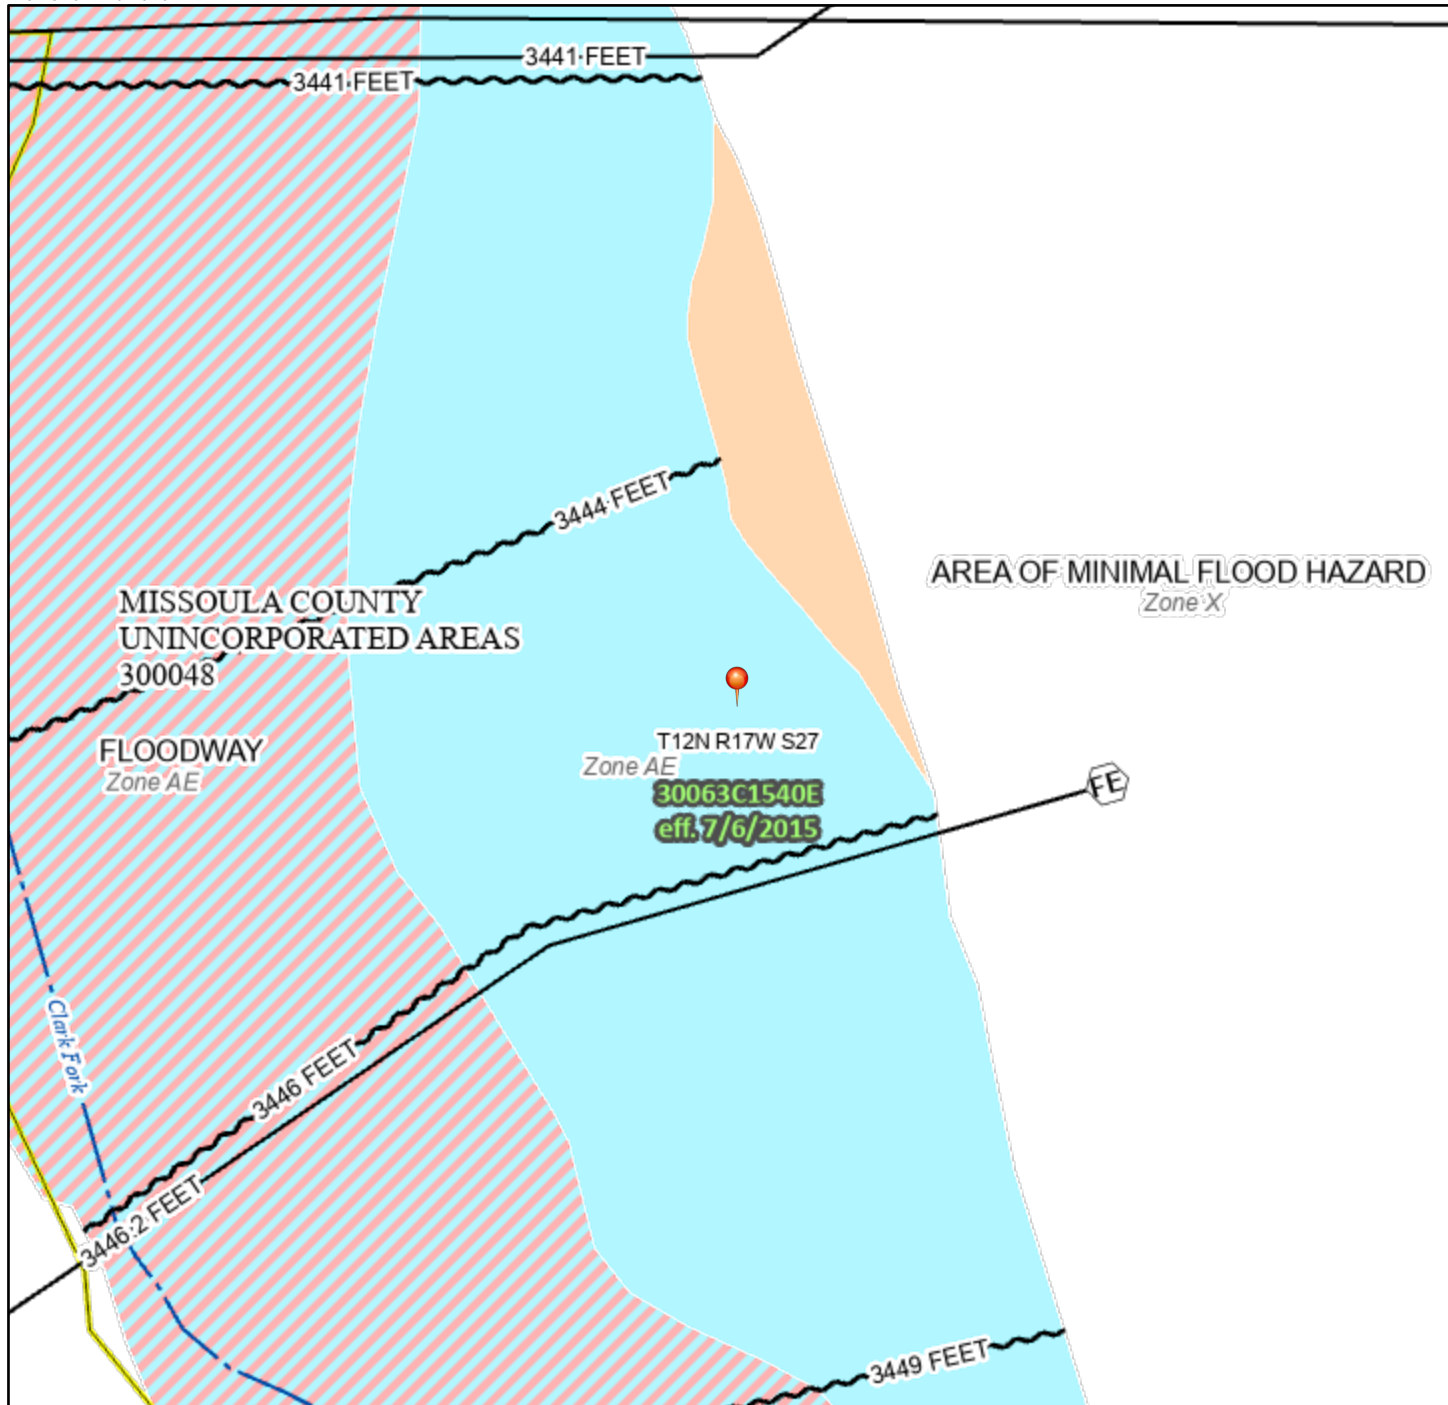 3441 FEET
3441 FEET
3444 FEET
AREA OF MINIMAL FLOOD HAZARD
Zone X
MISSOULA COUNTY
UNINCORPORATED AREAS
300048
FLOODWAY
Zone AE
T12N R17W S27
Zone AE
30063C1540E
eff. 7/6/2015
FE
Clark Fork
3446 FEET
3446.2 FEET
3449 FEET